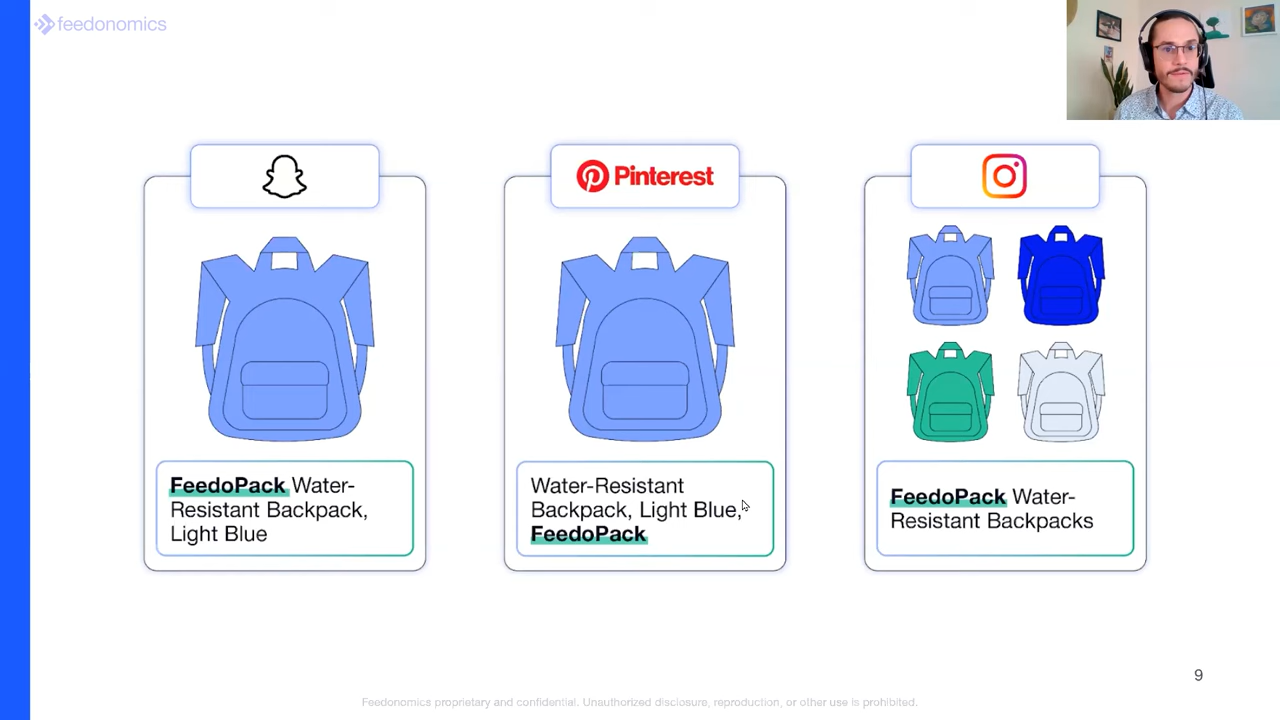 feedonomics
Pinterest
FeedoPack Water-
Resistant Backpack,
Light Blue
Water-Resistant
Backpack, Light Blue,
FeedoPack
FeedoPack Water-
Resistant Backpacks
9
Feedonomics proprietary and confidential. Unauthorized disclosure, reproduction, or other use is prohibited.